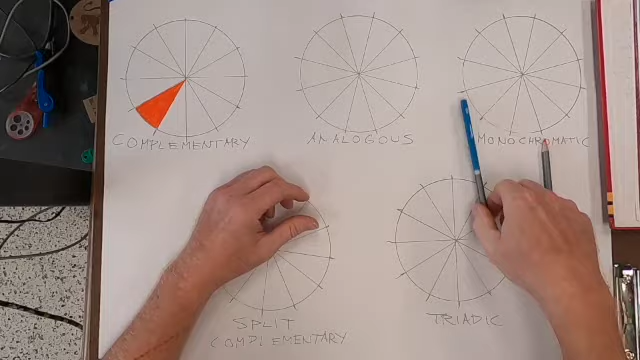 COMPLEMENTARY
ANALOGOUS
MONOCHROMATIC
SPLIT
COMPLEMENTARY
TRIADIC